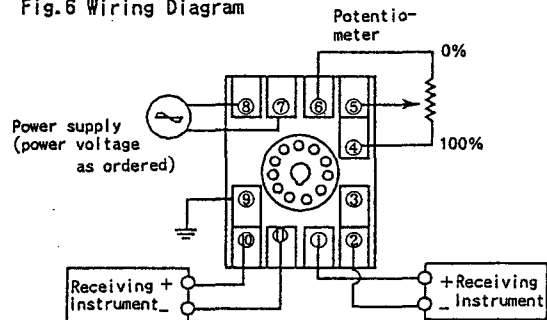 Fig.6 Wiring Diagram
Potentio-
meter
0%
⑧ ⑦ ⑥ ⑤
Power supply
(power voltage
as ordered)
④ 100%
⑨ ③
⑩ ⑪ ① ②
Receiving +
Instrument -
+ Receiving
- Instrument